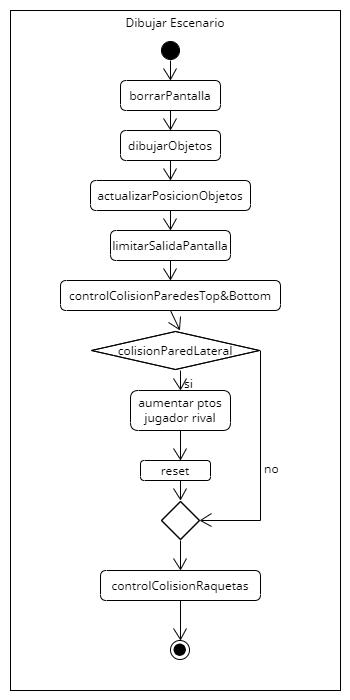 Dibujar Escenario
borrarPantalla
dibujarObjetos
actualizarPosicionObjetos
limitarSalidaPantalla
controlColisionParedesTop&Bottom
colisionParedLateral
si
aumentar ptos
jugador rival
no
reset
controlColisionRaquetas